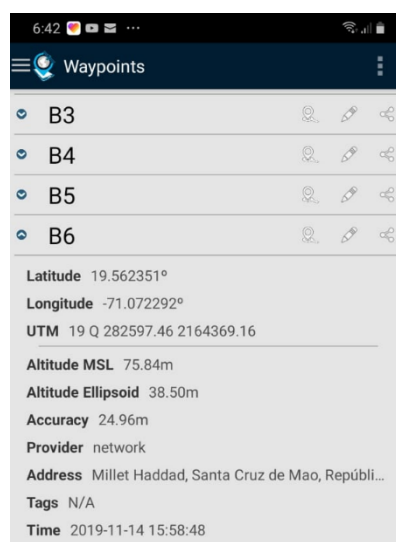 6:42
Waypoints
B3
B4
B5
B6
Latitude 19.562351º
Longitude -71.072292º
UTM 19 Q 282597.46 2164369.16
Altitude MSL 75.84m
Altitude Ellipsoid 38.50m
Accuracy 24.96m
Provider network
Address Millet Haddad, Santa Cruz de Mao, Repúbli...
Tags N/A
Time 2019-11-14 15:58:48